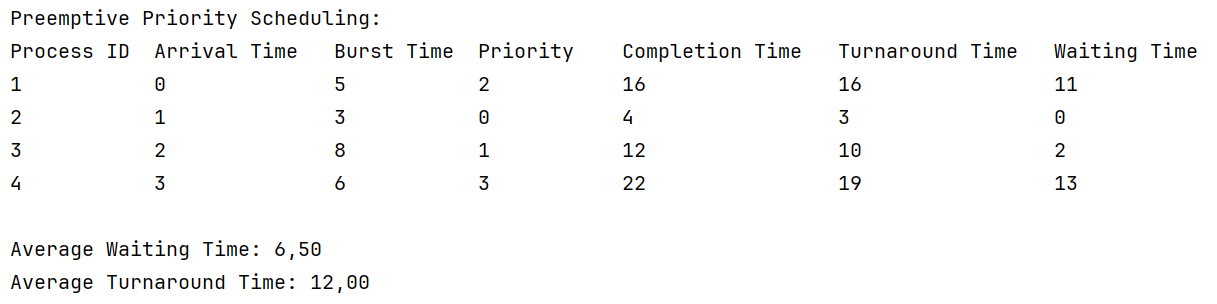 Preemptive Priority Scheduling:
Process ID  Arrival Time   Burst Time  Priority    Completion Time   Turnaround Time   Waiting Time
1           0              5           2           16                16                11
2           1              3           0           4                 3                 0
3           2              8           1           12                10                2
4           3              6           3           22                19                13

Average Waiting Time: 6,50
Average Turnaround Time: 12,00